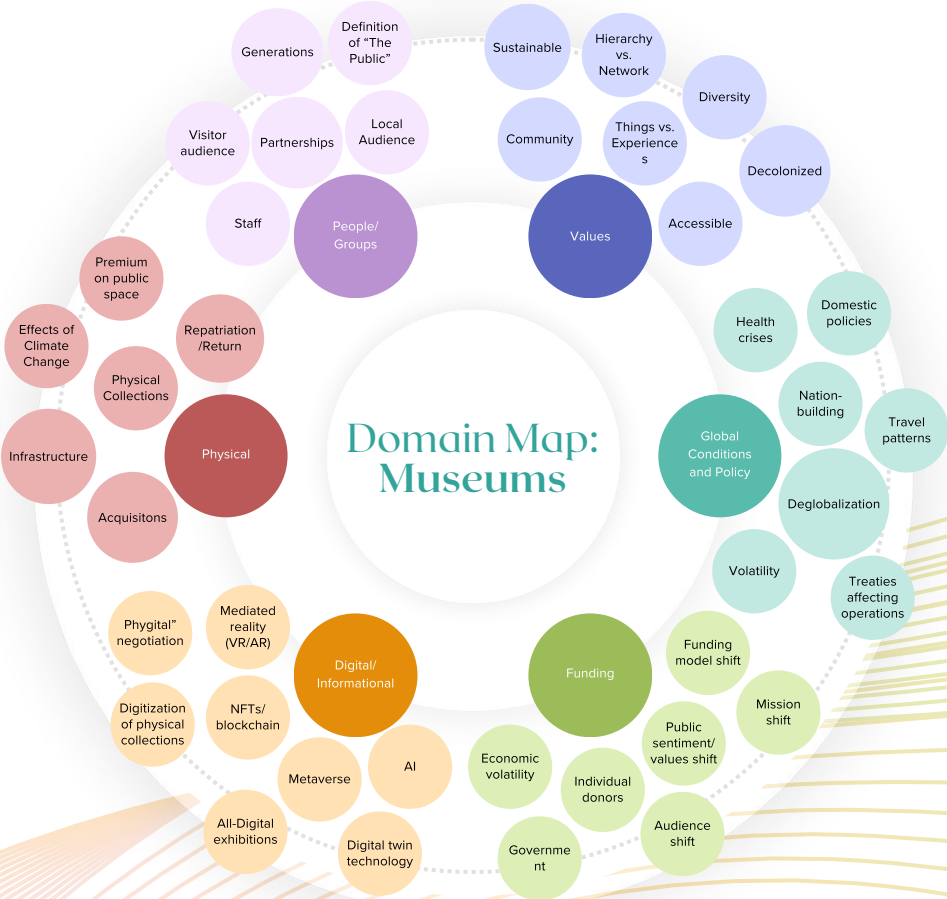 Domain Map:
Museums
People/
Groups
Generations
Definition
of “The
Public”
Visitor
audience
Partnerships
Local
Audience
Staff
Values
Sustainable
Hierarchy
vs.
Network
Diversity
Community
Things vs.
Experience
s
Decolonized
Accessible
Global
Conditions
and Policy
Health
crises
Domestic
policies
Nation-
building
Travel
patterns
Deglobalization
Volatility
Treaties
affecting
operations
Funding
Funding
model shift
Mission
shift
Public
sentiment/
values shift
Economic
volatility
Individual
donors
Audience
shift
Governme
nt
Digital/
Informational
Phygital”
negotiation
Mediated
reality
(VR/AR)
Digitization
of physical
collections
NFTs/
blockchain
Metaverse
AI
All-Digital
exhibitions
Digital twin
technology
Physical
Premium
on public
space
Effects of
Climate
Change
Repatriation
/Return
Physical
Collections
Infrastructure
Acquisitons